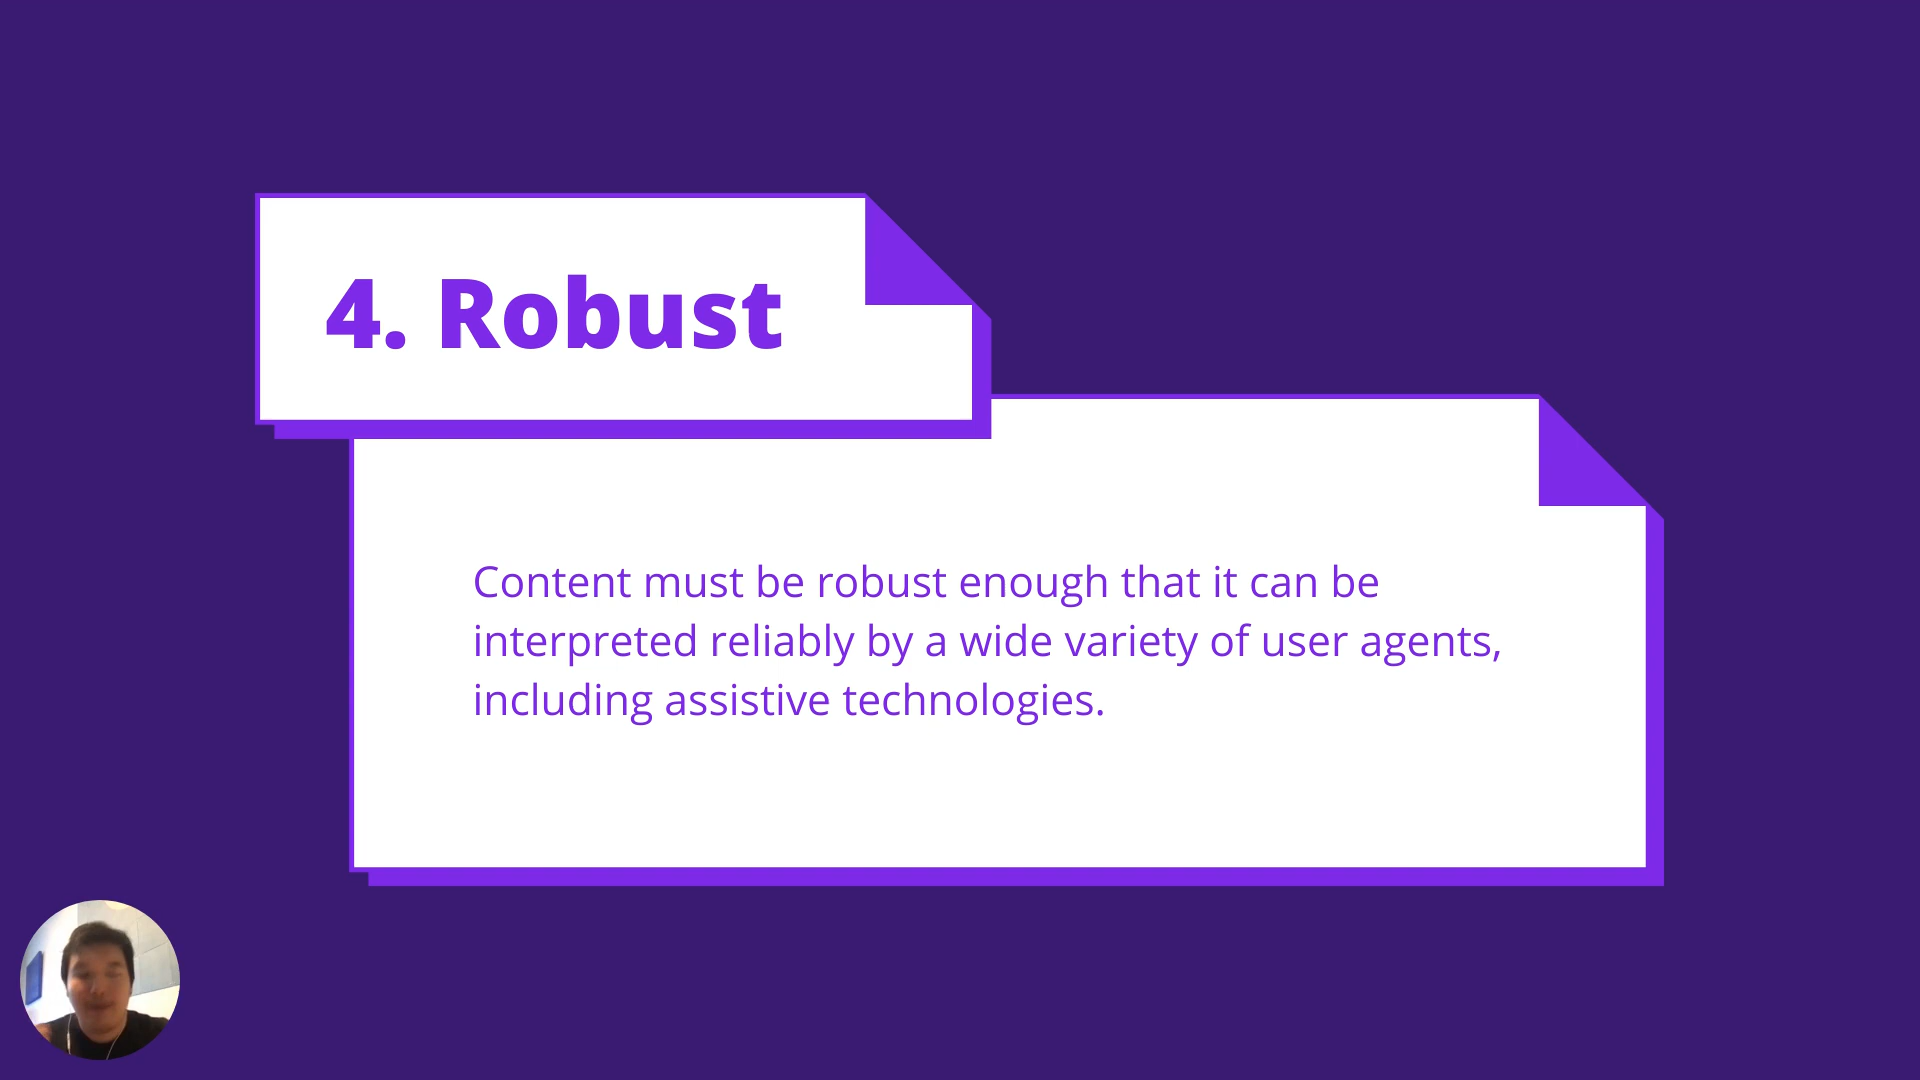 4. Robust
Content must be robust enough that it can be
interpreted reliably by a wide variety of user agents,
including assistive technologies.